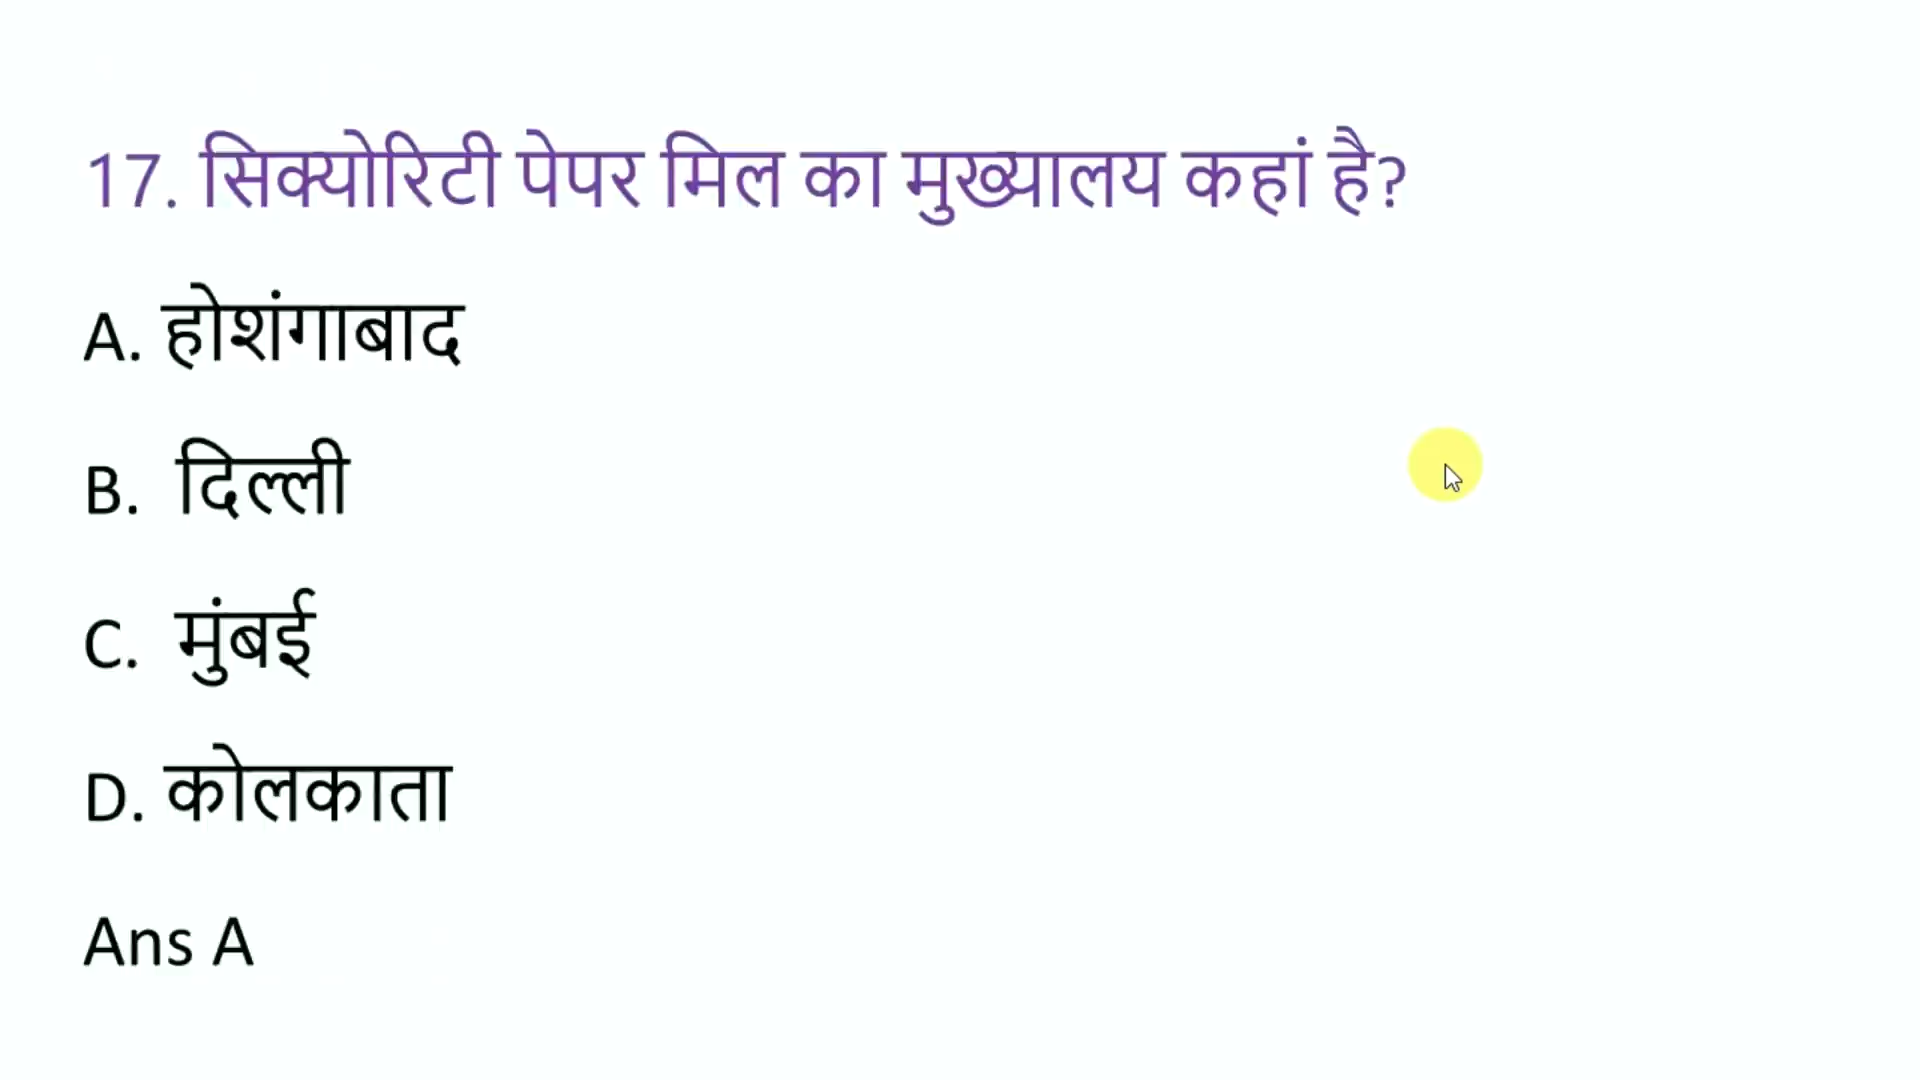 17. सिक्योरिटी पेपर मिल का मुख्यालय कहां है?
A. होशंगाबाद
B. दिल्ली
C. मुंबई
D. कोलकाता
Ans A